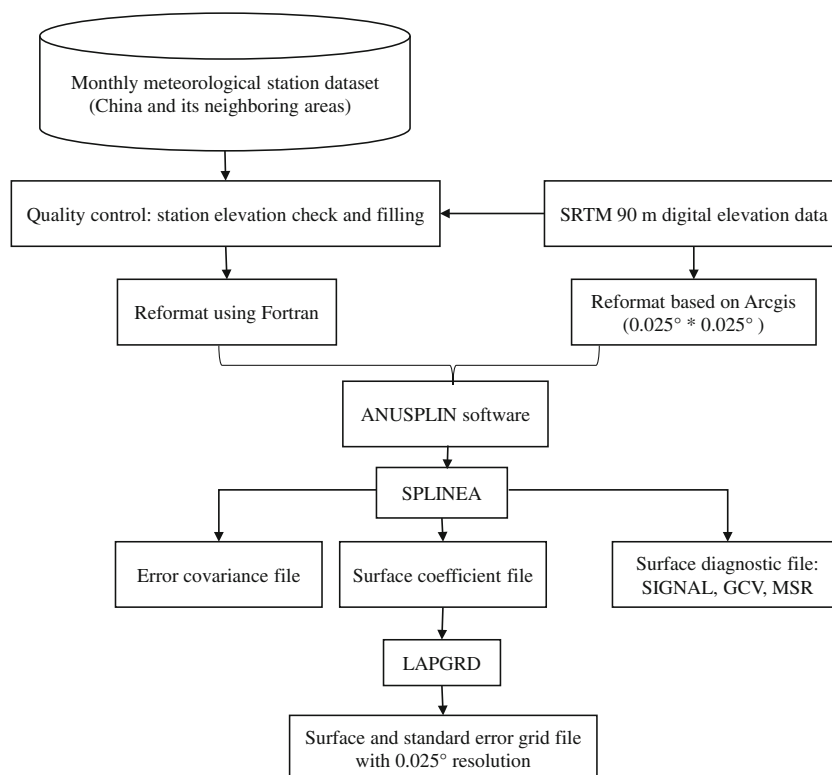 Monthly meteorological station dataset
(China and its neighboring areas)
Quality control: station elevation check and filling
SRTM 90 m digital elevation data
Reformat using Fortran
Reformat based on Arcgis
(0.025° * 0.025° )
ANUSPLIN software
SPLINEA
Error covariance file
Surface coefficient file
Surface diagnostic file:
SIGNAL, GCV, MSR
LAPGRD
Surface and standard error grid file
with 0.025° resolution